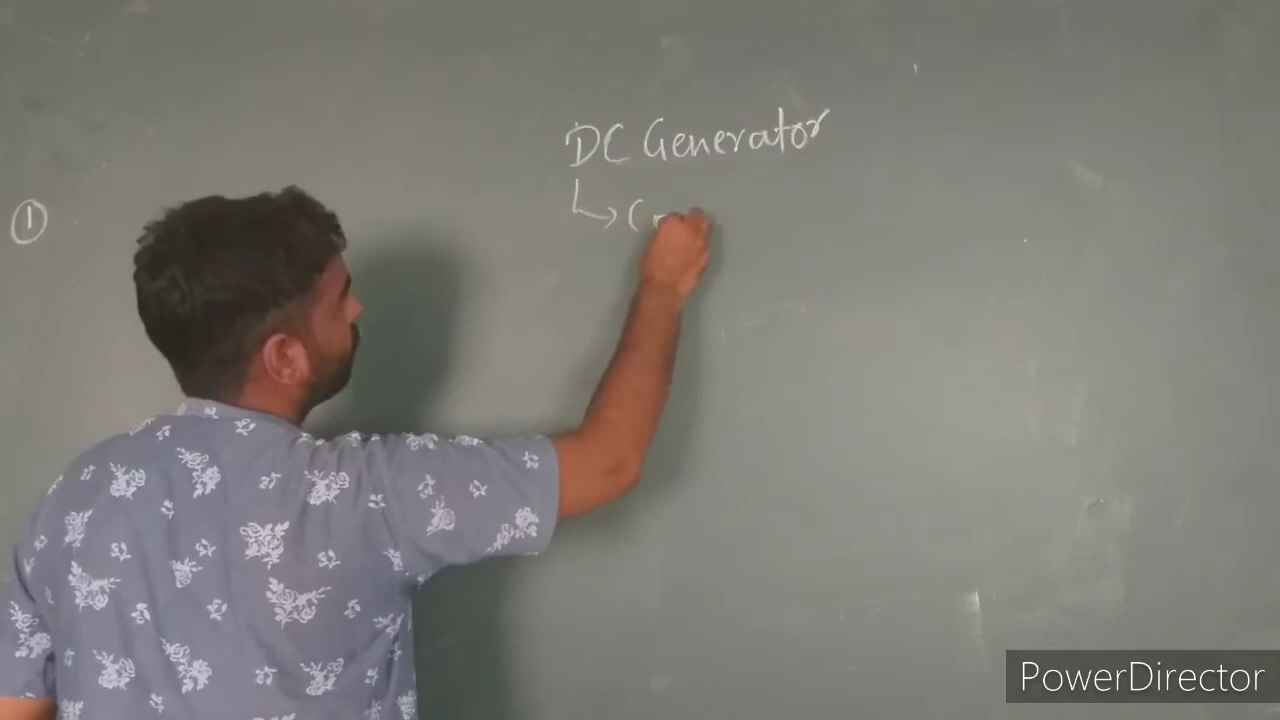 DC Generator
①
↳ (
PowerDirector